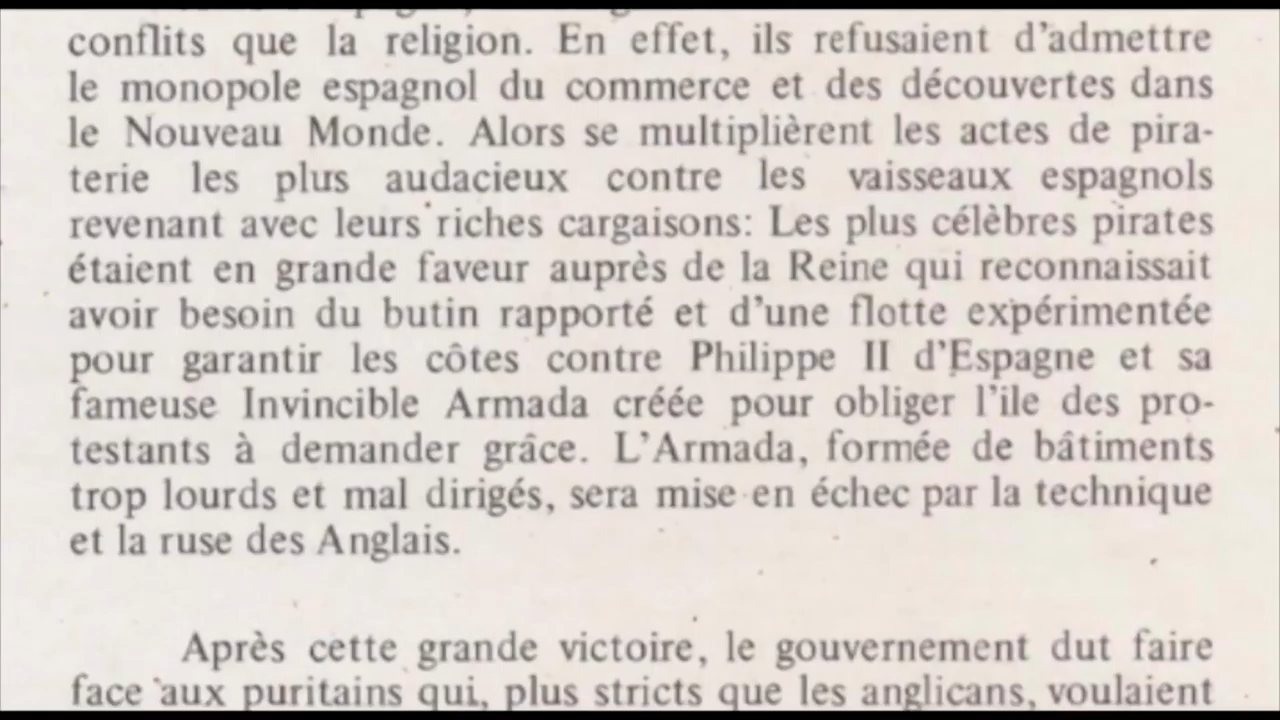 conflits que la religion. En effet, ils refusaient d'admettre
le monopole espagnol du commerce et des découvertes dans
le Nouveau Monde. Alors se multiplièrent les actes de pira-
terie les plus audacieux contre les vaisseaux espagnols
revenant avec leurs riches cargaisons: Les plus célèbres pirates
étaient en grande faveur auprès de la Reine qui reconnaissait
avoir besoin du butin rapporté et d'une flotte expérimentée
pour garantir les côtes contre Philippe II d'Espagne et sa
fameuse Invincible Armada créée pour obliger l'ile des pro-
testants à demander grâce. L'Armada, formée de bâtiments
trop lourds et mal dirigés, sera mise en échec par la technique
et la ruse des Anglais.
Après cette grande victoire, le gouvernement dut faire
face aux puritains qui, plus stricts que les anglicans, voulaient